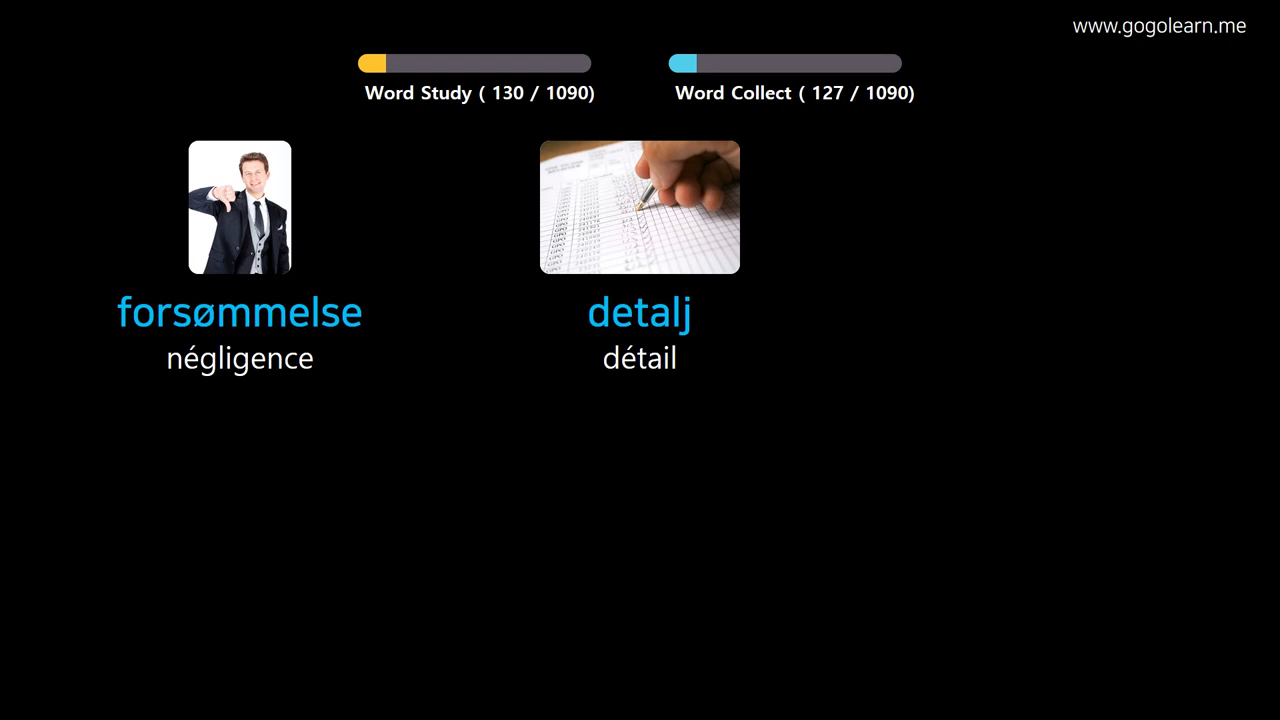 www.gogolearn.me
Word Study ( 130 / 1090)
Word Collect ( 127 / 1090)
forsømmelse
négligence
detalj
détail